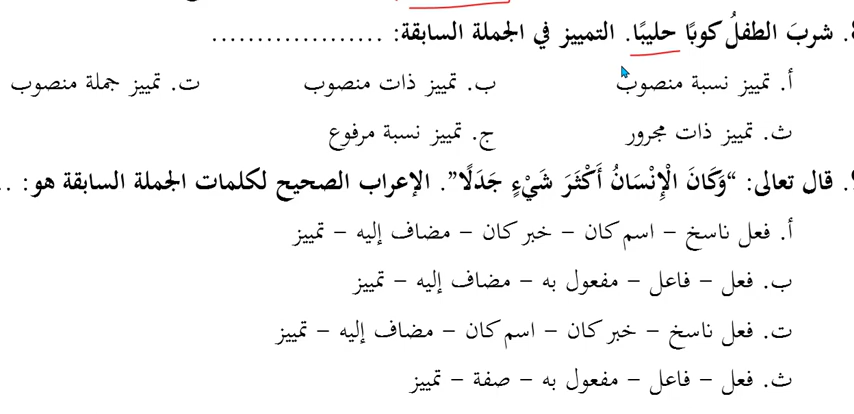 . شربَ الطفلُ كوبًا حليبًا. التمييز في الجملة السابقة: ...................
أ. تمييز نسبة منصوب ب. تمييز ذات منصوب ت. تمييز جملة منصوب
ث. تمييز ذات مجرور ج. تمييز نسبة مرفوع
. قال تعالى: “وَكَانَ الْإِنْسَانُ أَكْثَرَ شَيْءٍ جَدَلًا”. الإعراب الصحيح لكلمات الجملة السابقة هو: ..
أ. فعل ناسخ – اسم كان – خبر كان – مضاف إليه – تمييز
ب. فعل – فاعل – مفعول به – مضاف إليه – تمييز
ت. فعل ناسخ – خبر كان – اسم كان – مضاف إليه – تمييز
ث. فعل – فاعل – مفعول به – صفة – تمييز